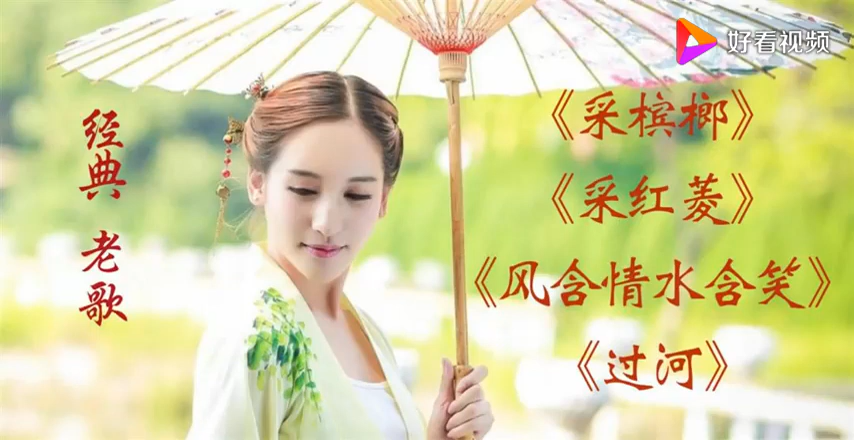 好看视频
经典 老歌
《采槟榔》
《采红菱》
《风含情水含笑》
《过河》